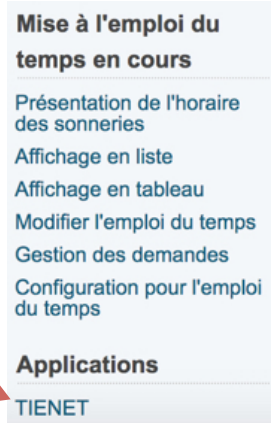 Mise à l'emploi du
temps en cours
Présentation de l'horaire
des sonneries
Affichage en liste
Affichage en tableau
Modifier l'emploi du temps
Gestion des demandes
Configuration pour l'emploi
du temps
Applications
TIENET